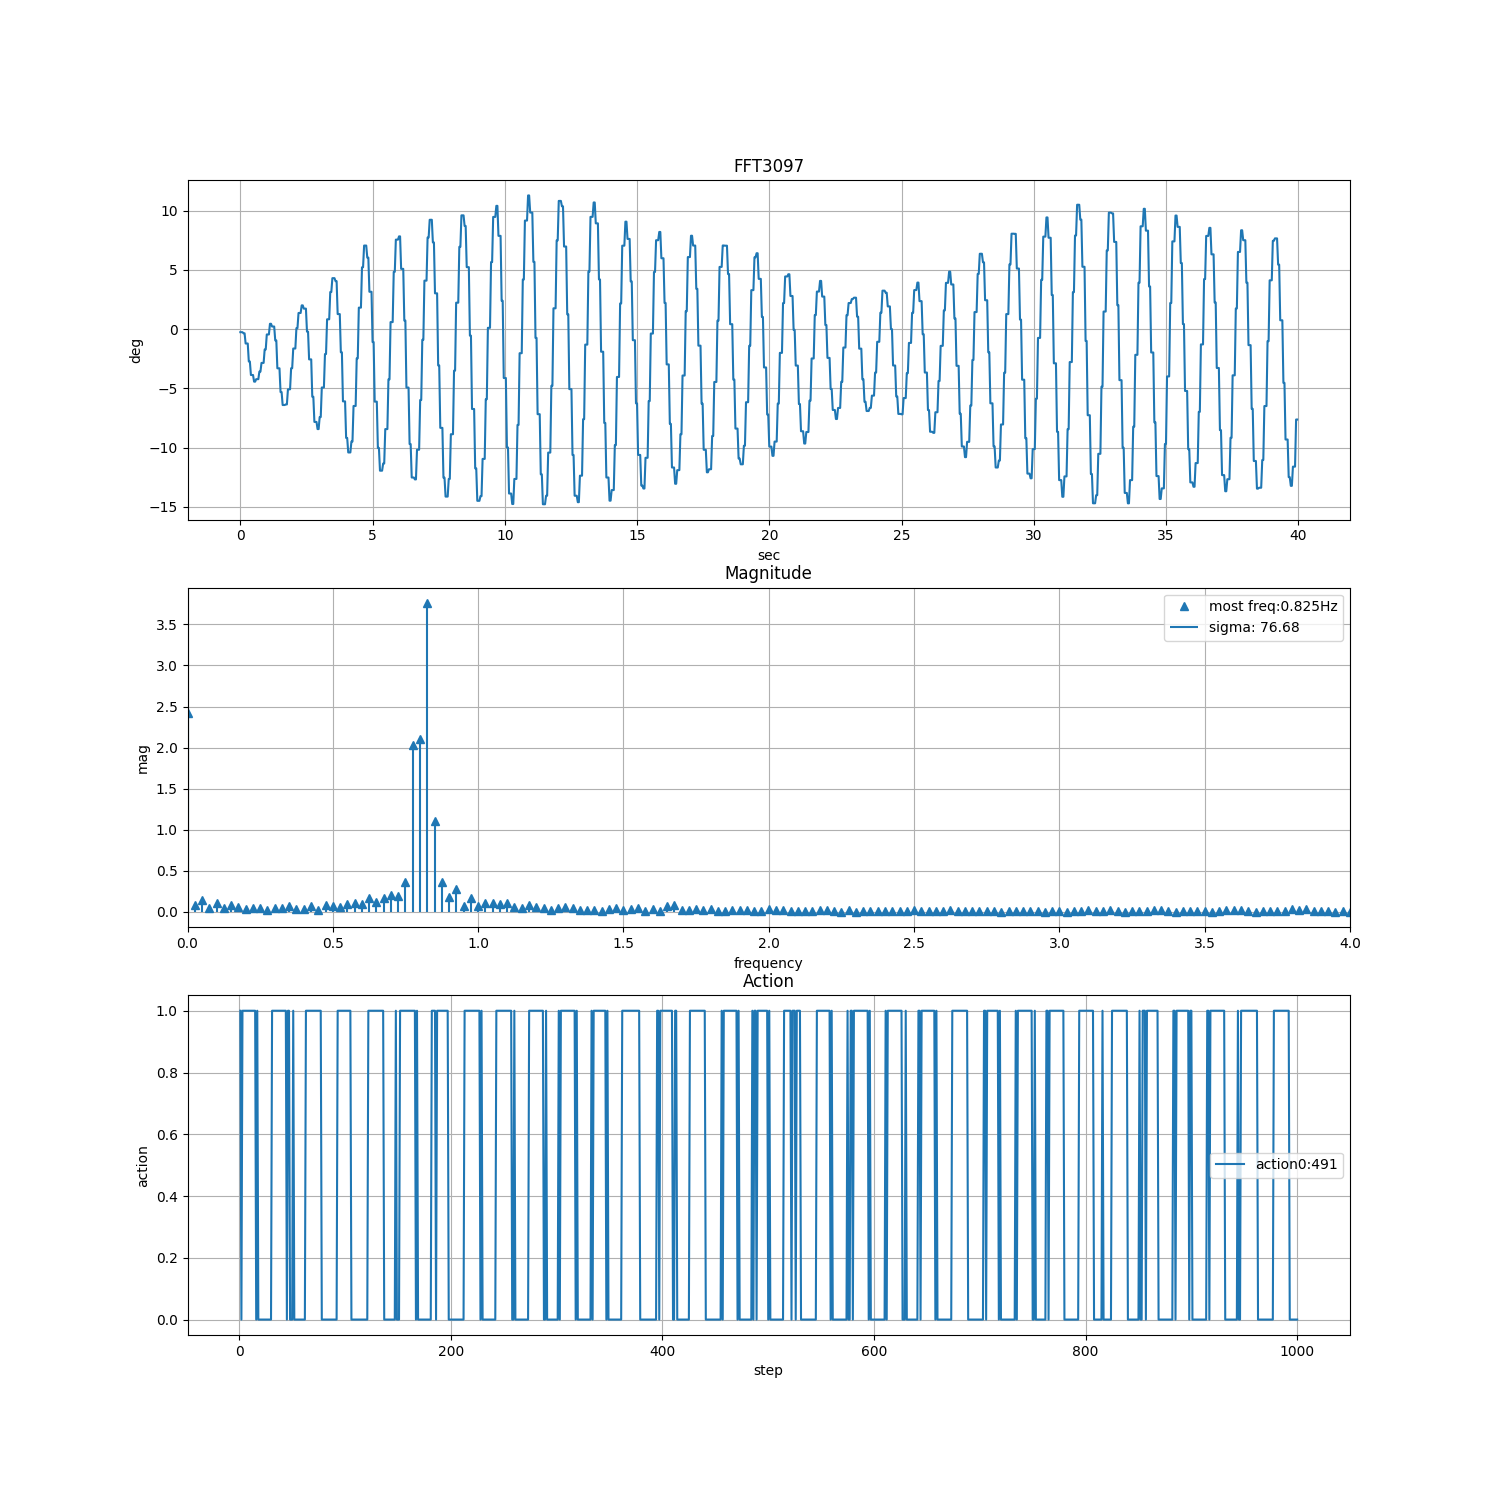 FFT3097
10
5
0
−5
−10
−15
deg
0 5 10 15 20 25 30 35 40
sec
Magnitude
most freq:0.825Hz
sigma: 76.68
3.5
3.0
2.5
2.0
1.5
1.0
0.5
0.0
mag
0.0 0.5 1.0 1.5 2.0 2.5 3.0 3.5 4.0
frequency
Action
1.0
0.8
0.6
0.4
0.2
0.0
action
action0:491
0 200 400 600 800 1000
step